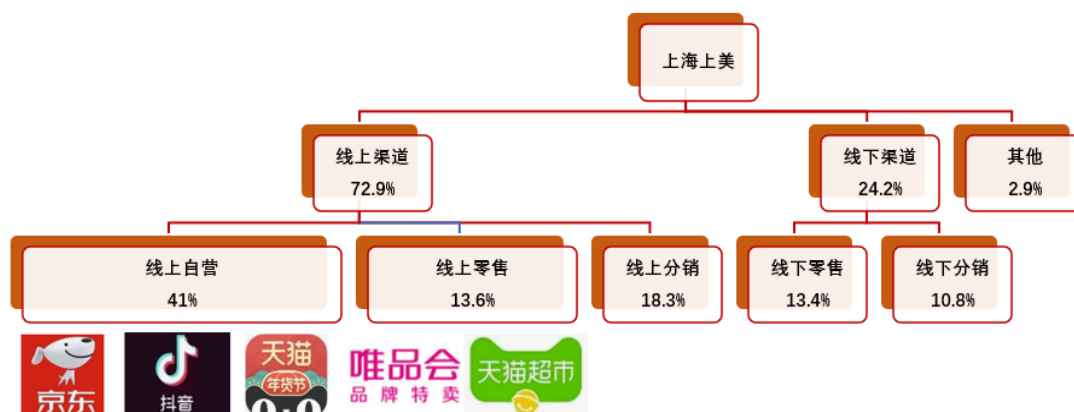 上海上美
线上渠道
72.9%
线下渠道
24.2%
其他
2.9%
线上自营
41%
线上零售
13.6%
线上分销
18.3%
线下零售
13.4%
线下分销
10.8%
京东
抖音
天猫
年货节
唯品会
品牌特卖
天猫超市